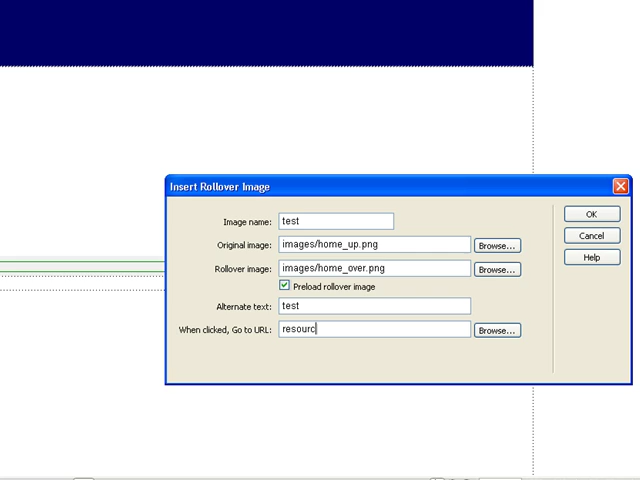 Insert Rollover Image
Image name: test
OK
Original image: images/home_up.png Browse...
Cancel
Rollover image: images/home_over.png Browse...
Help
Preload rollover image
Alternate text: test
When clicked, Go to URL: resourc Browse...